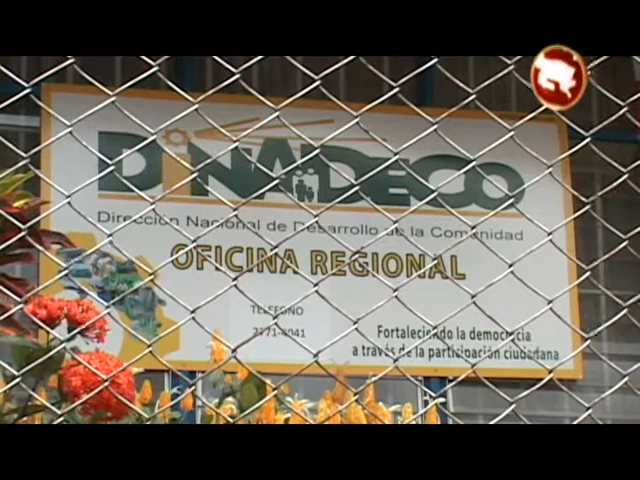 DINADECO
Dirección Nacional de Desarrollo de la Comunidad
OFICINA REGIONAL
TELEFONO
Fortaleciendo la democracia
a través de la participación ciudadana